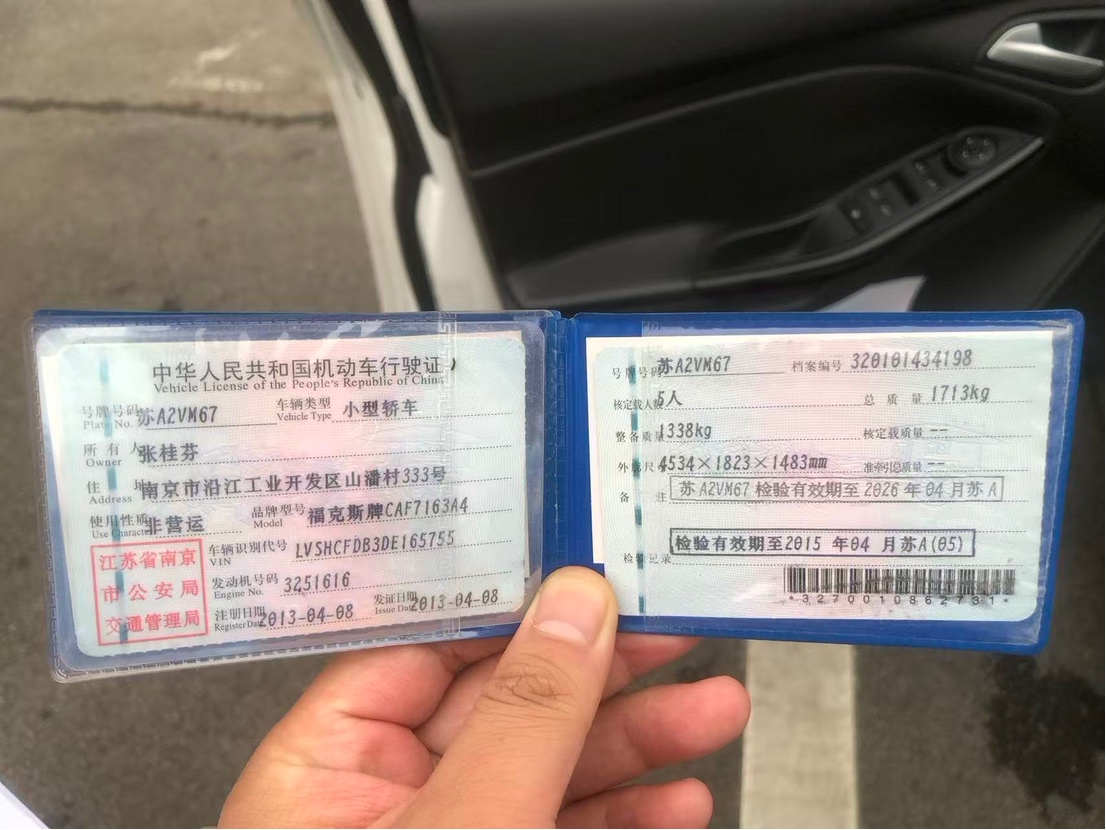 中华人民共和国机动车行驶证
Vehicle License of the People's Republic of China
号牌号码 苏A2VM67 车辆类型 小型轿车
Plate No. Vehicle Type
所有人 张桂芬
Owner
住址 南京市沿江工业开发区山潘村333号
Address
使用性质 非营运 品牌型号 福克斯牌CAF7163A4
Use Character Model
江苏省南京
市公安局
交通管理局
车辆识别代号 LVSHCFDB3DE165755
VIN
发动机号码 3251616
Engine No.
注册日期 2013-04-08 发证日期 2013-04-08
Register Date Issue Date
号牌号码 苏A2VM67 档案编号 320101434198
核定载人数 5人 总质量 1713kg
整备质量 1338kg 核定载质量 --
外廓尺寸 4534×1823×1483mm 准牵引总质量 --
备注 苏A2VM67 检验有效期至2026年04月苏A
检验记录 检验有效期至2015年04月苏A(05)
*3270010862731*